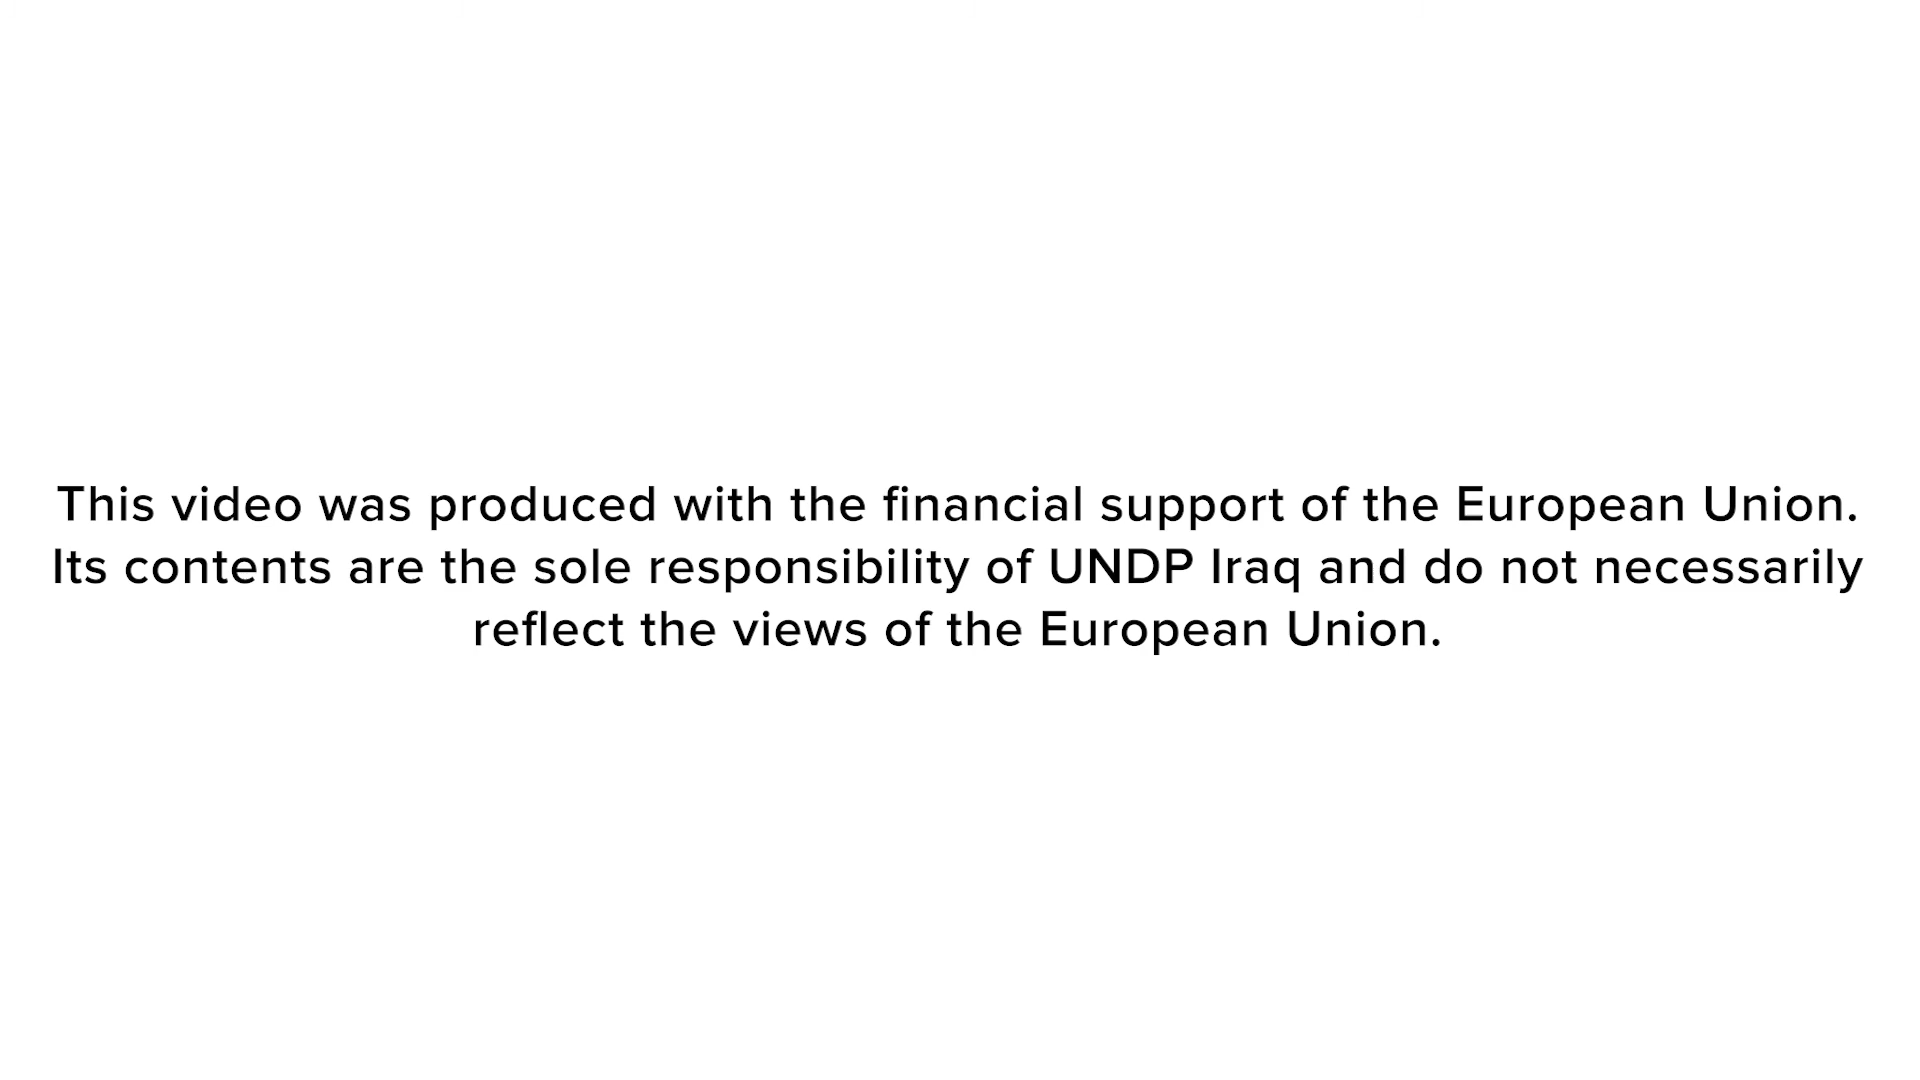 This video was produced with the financial support of the European Union.
Its contents are the sole responsibility of UNDP Iraq and do not necessarily
reflect the views of the European Union.